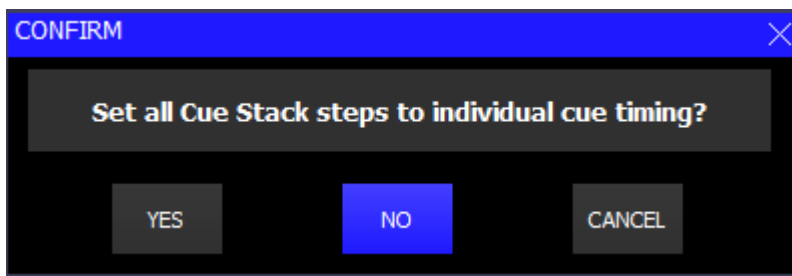 CONFIRM
Set all Cue Stack steps to individual cue timing?
YES NO CANCEL